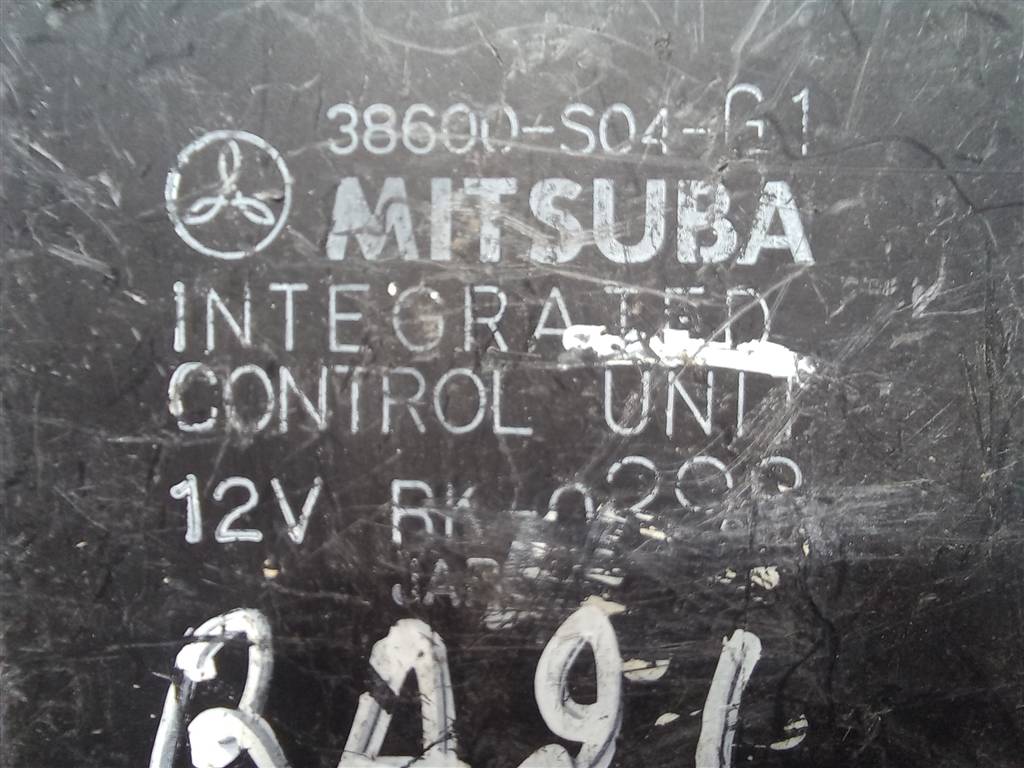 38600-S04-G1
MITSUBA
INTEGRATED
CONTROL UNIT
12V